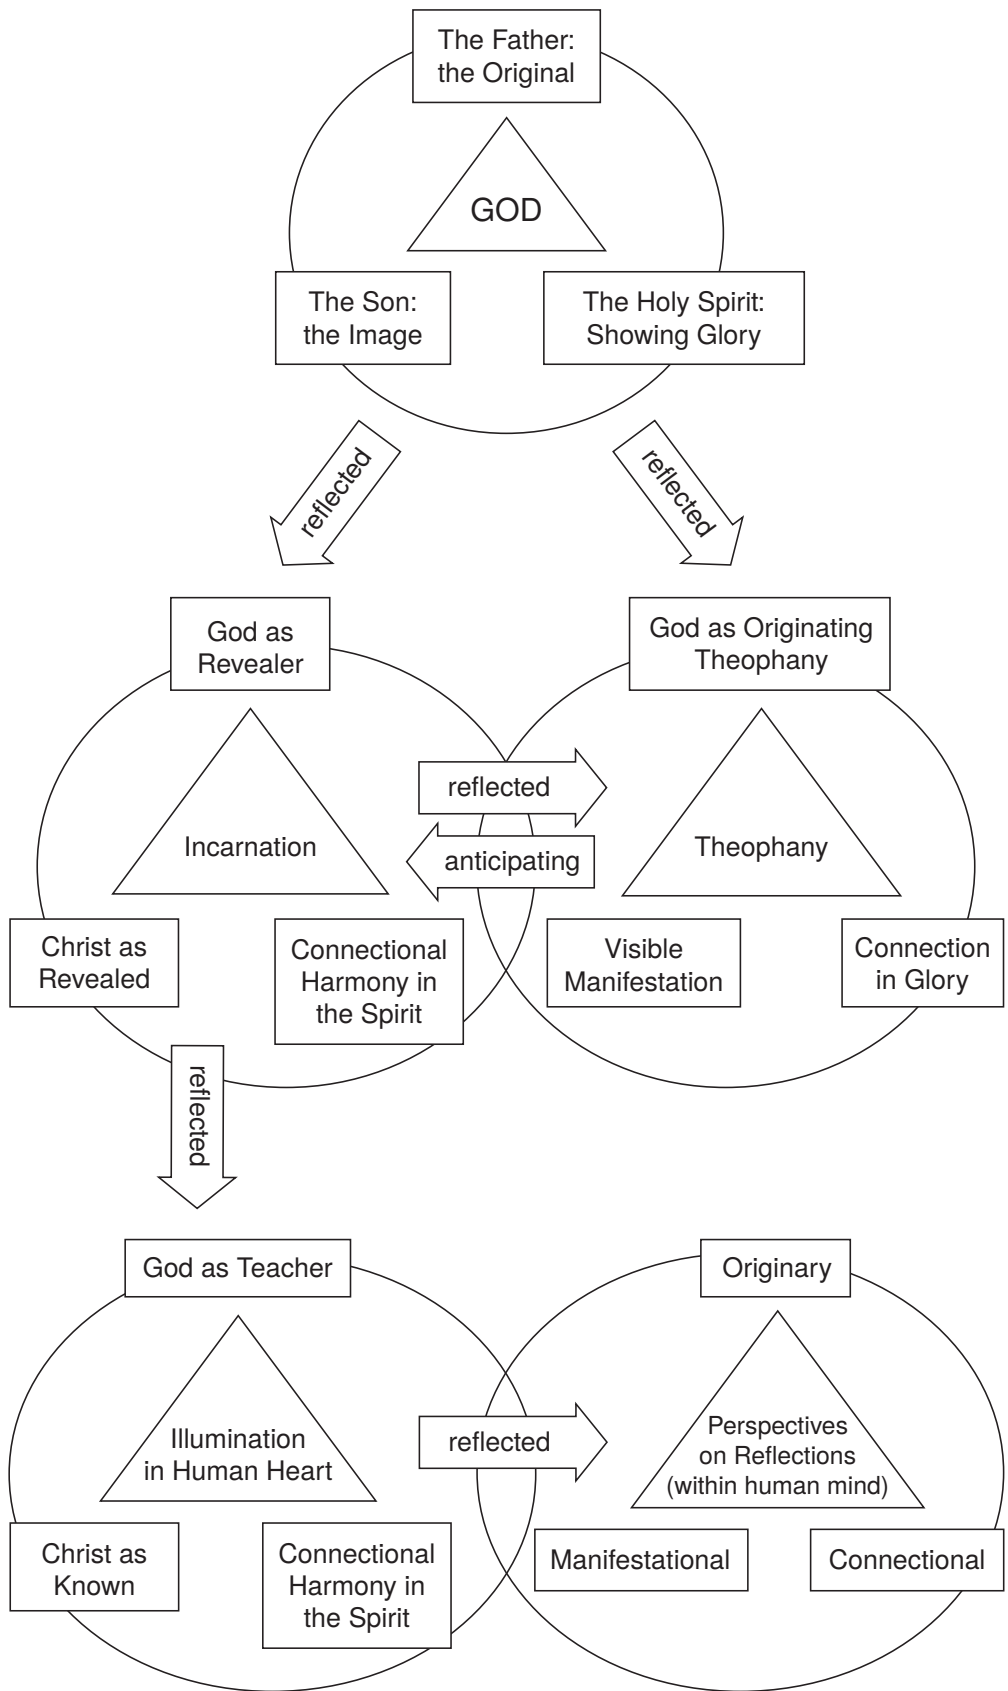 The Father:
the Original
GOD
The Son:
the Image
The Holy Spirit:
Showing Glory
reflected
reflected
God as
Revealer
God as Originating
Theophany
reflected
anticipating
Incarnation
Theophany
Christ as
Revealed
Connectional
Harmony in
the Spirit
Visible
Manifestation
Connection
in Glory
reflected
God as Teacher
Originary
Illumination
in Human Heart
reflected
Perspectives
on Reflections
(within human mind)
Christ as
Known
Connectional
Harmony in
the Spirit
Manifestational
Connectional